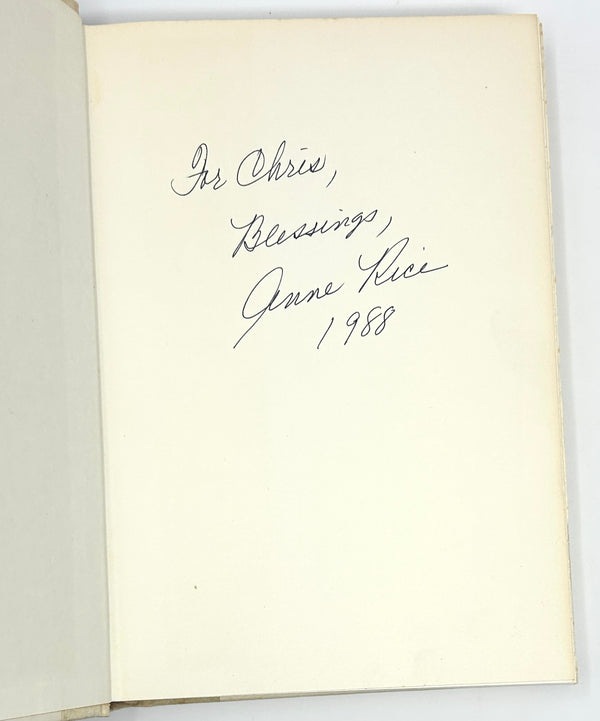 For Chris,
Blessings,
Anne Rice
1988